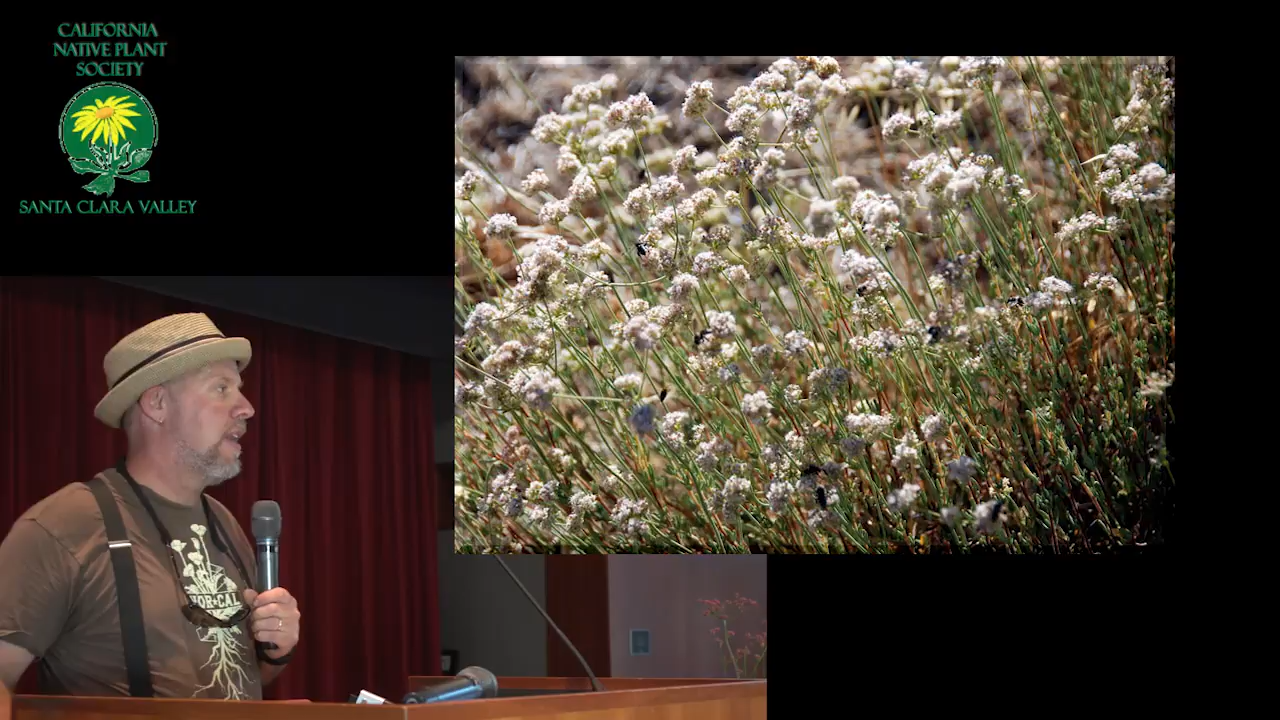 CALIFORNIA
NATIVE PLANT
SOCIETY
SANTA CLARA VALLEY
NOR★CAL